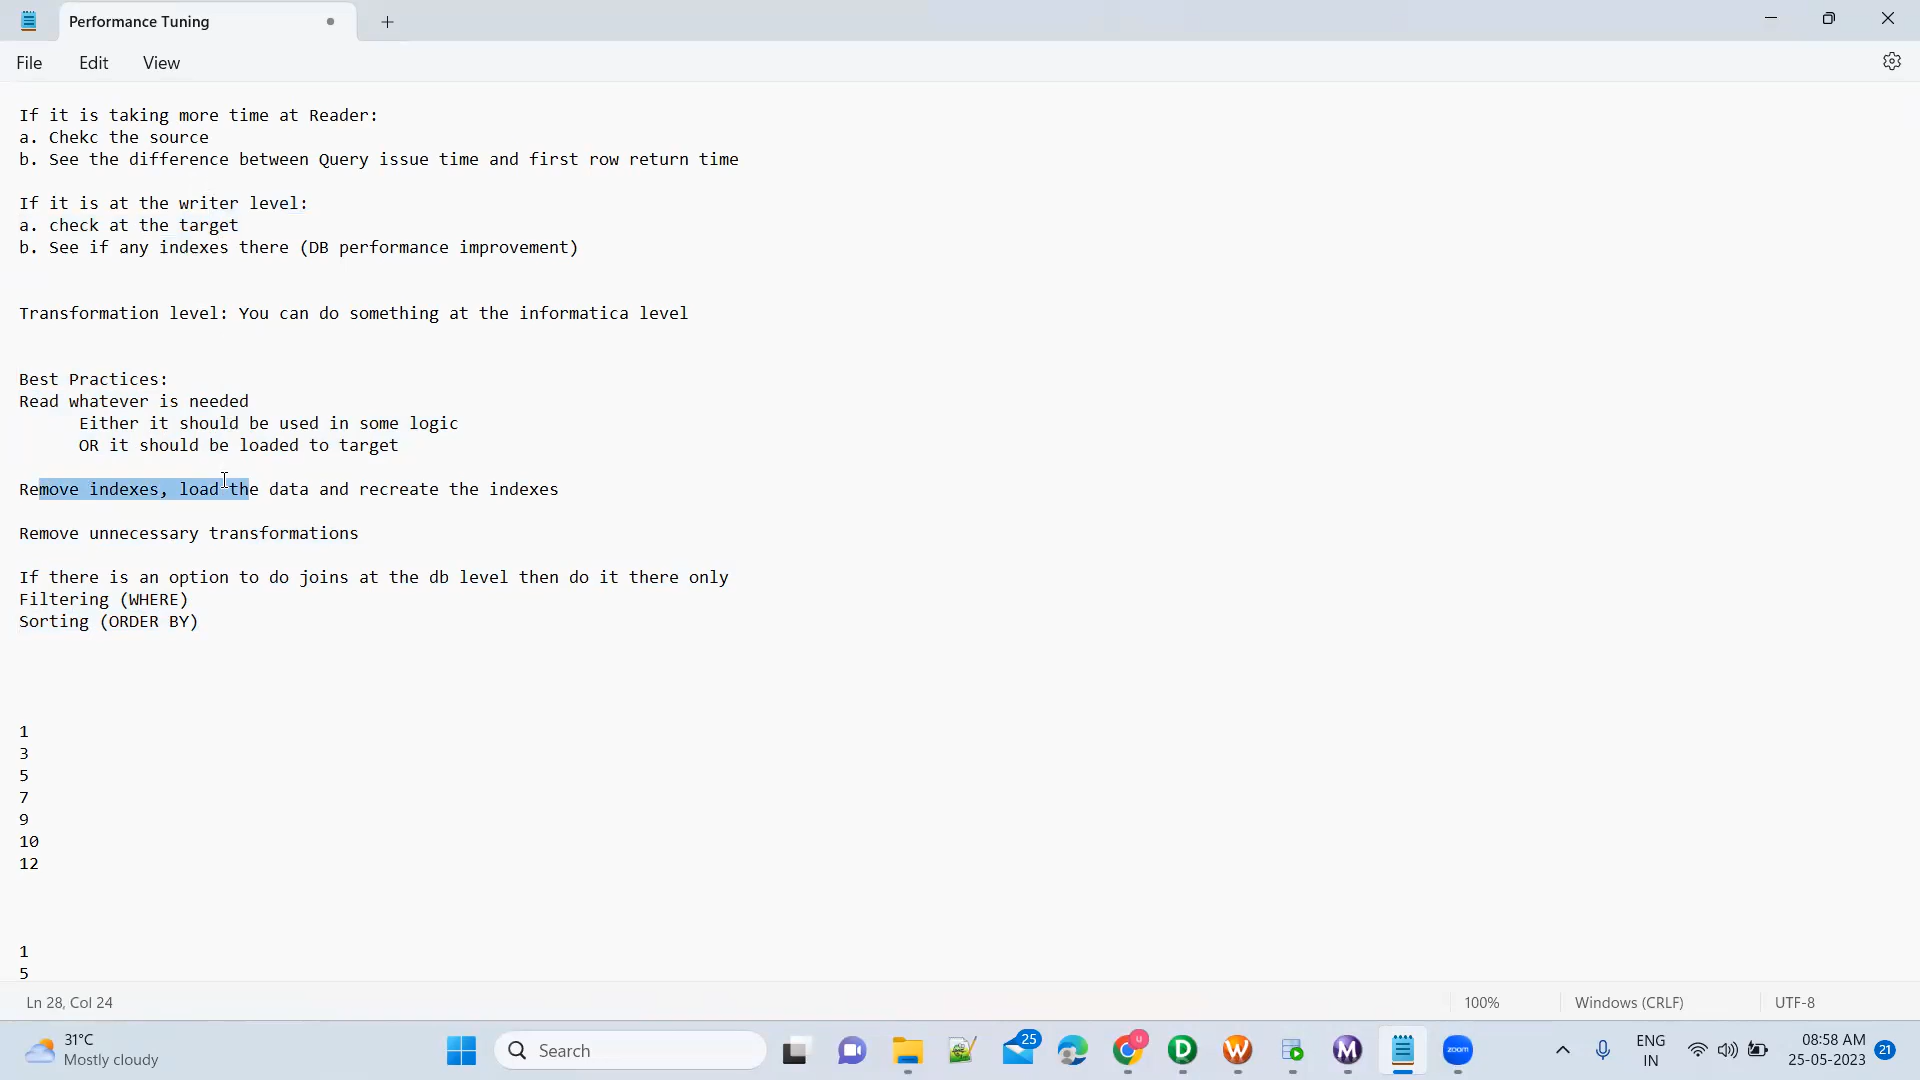 Performance Tuning
File Edit View
If it is taking more time at Reader:
a. Chekc the source
b. See the difference between Query issue time and first row return time
If it is at the writer level:
a. check at the target
b. See if any indexes there (DB performance improvement)
Transformation level: You can do something at the informatica level
Best Practices:
Read whatever is needed
Either it should be used in some logic
OR it should be loaded to target
Remove indexes, load the data and recreate the indexes
Remove unnecessary transformations
If there is an option to do joins at the db level then do it there only
Filtering (WHERE)
Sorting (ORDER BY)
1
3
5
7
9
10
12
1
5
Ln 28, Col 24 100% Windows (CRLF) UTF-8
31°C
Mostly cloudy
Search
25
u
D
W
M
zoom
ENG
IN
08:58 AM
25-05-2023
21